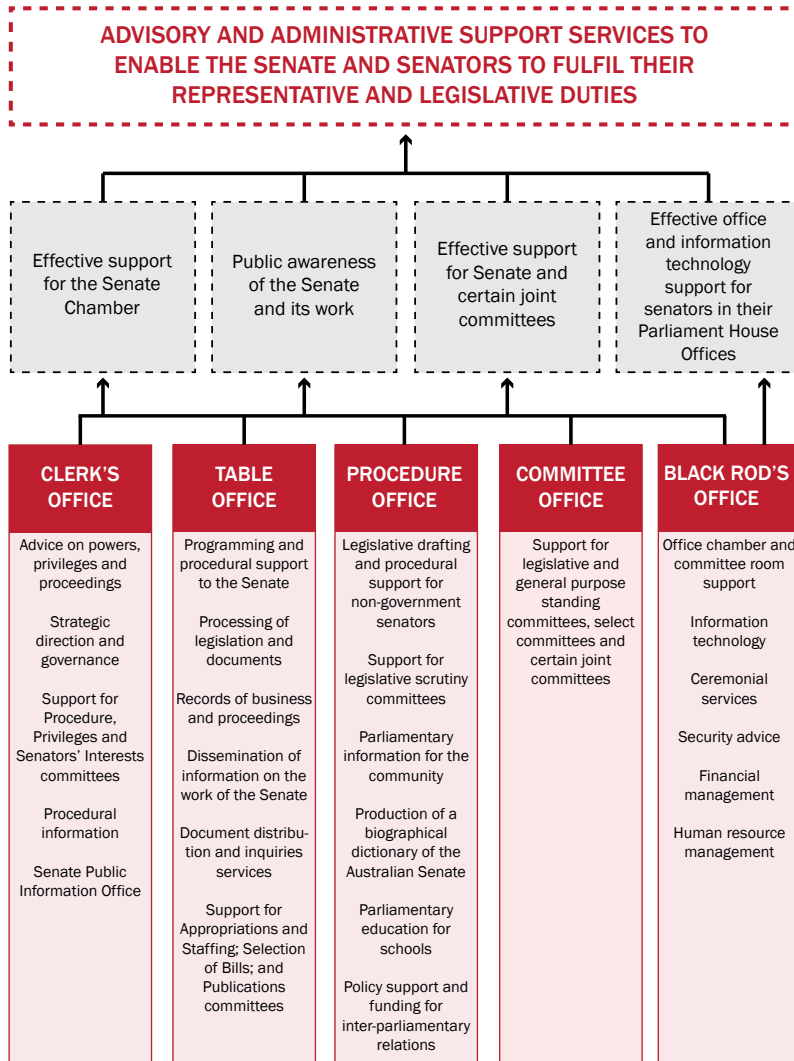 ADVISORY AND ADMINISTRATIVE SUPPORT SERVICES TO
ENABLE THE SENATE AND SENATORS TO FULFIL THEIR
REPRESENTATIVE AND LEGISLATIVE DUTIES
Effective support
for the Senate
Chamber
Public awareness
of the Senate
and its work
Effective support
for Senate and
certain joint
committees
Effective office
and information
technology
support for
senators in their
Parliament House
Offices
CLERK'S
OFFICE
Advice on powers,
privileges and
proceedings
Strategic
direction and
governance
Support for
Procedure,
Privileges and
Senators' Interests
committees
Procedural
information
Senate Public
Information Office
TABLE
OFFICE
Programming and
procedural support
to the Senate
Processing of
legislation and
documents
Records of business
and proceedings
Dissemination of
information on the
work of the Senate
Document distribu-
tion and inquiries
services
Support for
Appropriations and
Staffing; Selection
of Bills; and
Publications
committees
PROCEDURE
OFFICE
Legislative drafting
and procedural
support for
non-government
senators
Support for
legislative scrutiny
committees
Parliamentary
information for the
community
Production of a
biographical
dictionary of the
Australian Senate
Parliamentary
education for
schools
Policy support and
funding for
inter-parliamentary
relations
COMMITTEE
OFFICE
Support for
legislative and
general purpose
standing
committees, select
committees and
certain joint
committees
BLACK ROD'S
OFFICE
Office chamber and
committee room
support
Information
technology
Ceremonial
services
Security advice
Financial
management
Human resource
management